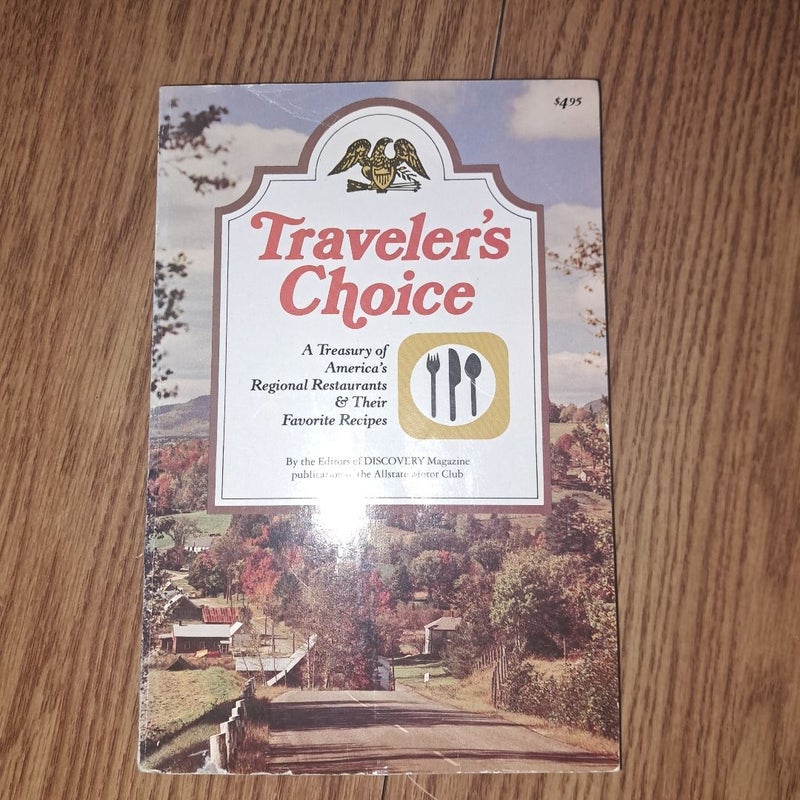 $4.95
Traveler's
Choice
A Treasury of
America's
Regional Restaurants
& Their
Favorite Recipes
By the Editors of DISCOVERY Magazine
publication the Allstate Motor Club